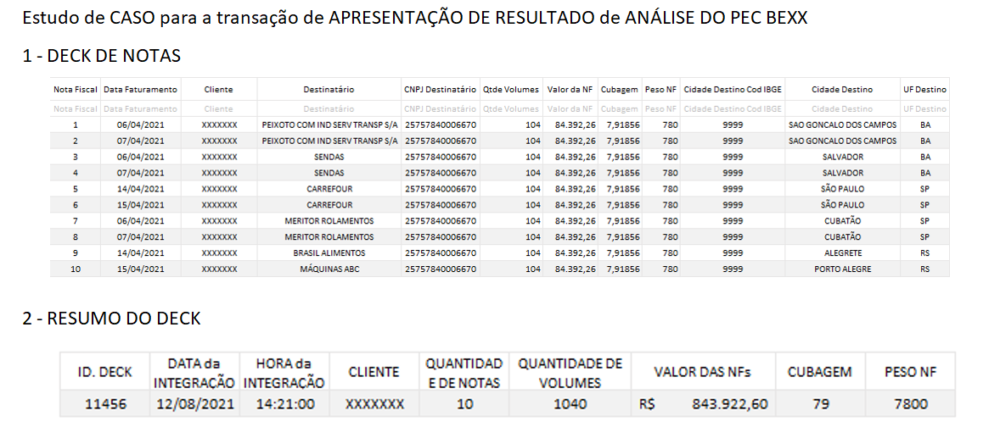 Estudo de CASO para a transação de APRESENTAÇÃO DE RESULTADO de ANÁLISE DO PEC BEXX
1 - DECK DE NOTAS
Nota Fiscal Data Faturamento Cliente Destinatário CNPJ Destinatário Qtde Volumes Valor da NF Cubagem Peso NF Cidade Destino Cod IBGE Cidade Destino UF Destino
Nota Fiscal Data Faturamento Cliente Destinatário CNPJ Destinatário Qtde Volumes Valor da NF Cubagem Peso NF Cidade Destino Cod IBGE Cidade Destino UF Destino
1 06/04/2021 XXXXXXX PEIXOTO COM IND SERV TRANSP S/A 25757840006670 104 84.392,26 7,91856 780 9999 SAO GONCALO DOS CAMPOS BA
2 07/04/2021 XXXXXXX PEIXOTO COM IND SERV TRANSP S/A 25757840006670 104 84.392,26 7,91856 780 9999 SAO GONCALO DOS CAMPOS BA
3 06/04/2021 XXXXXXX SENDAS 25757840006670 104 84.392,26 7,91856 780 9999 SALVADOR BA
4 07/04/2021 XXXXXXX SENDAS 25757840006670 104 84.392,26 7,91856 780 9999 SALVADOR BA
5 14/04/2021 XXXXXXX CARREFOUR 25757840006670 104 84.392,26 7,91856 780 9999 SÃO PAULO SP
6 15/04/2021 XXXXXXX CARREFOUR 25757840006670 104 84.392,26 7,91856 780 9999 SÃO PAULO SP
7 06/04/2021 XXXXXXX MERITOR ROLAMENTOS 25757840006670 104 84.392,26 7,91856 780 9999 CUBATÃO SP
8 07/04/2021 XXXXXXX MERITOR ROLAMENTOS 25757840006670 104 84.392,26 7,91856 780 9999 CUBATÃO SP
9 14/04/2021 XXXXXXX BRASIL ALIMENTOS 25757840006670 104 84.392,26 7,91856 780 9999 ALEGRETE RS
10 15/04/2021 XXXXXXX MÁQUINAS ABC 25757840006670 104 84.392,26 7,91856 780 9999 PORTO ALEGRE RS
2 - RESUMO DO DECK
ID. DECK DATA da INTEGRAÇÃO HORA da INTEGRAÇÃO CLIENTE QUANTIDAD E DE NOTAS QUANTIDADE DE VOLUMES VALOR DAS NFs CUBAGEM PESO NF
11456 12/08/2021 14:21:00 XXXXXXX 10 1040 R$ 843.922,60 79 7800